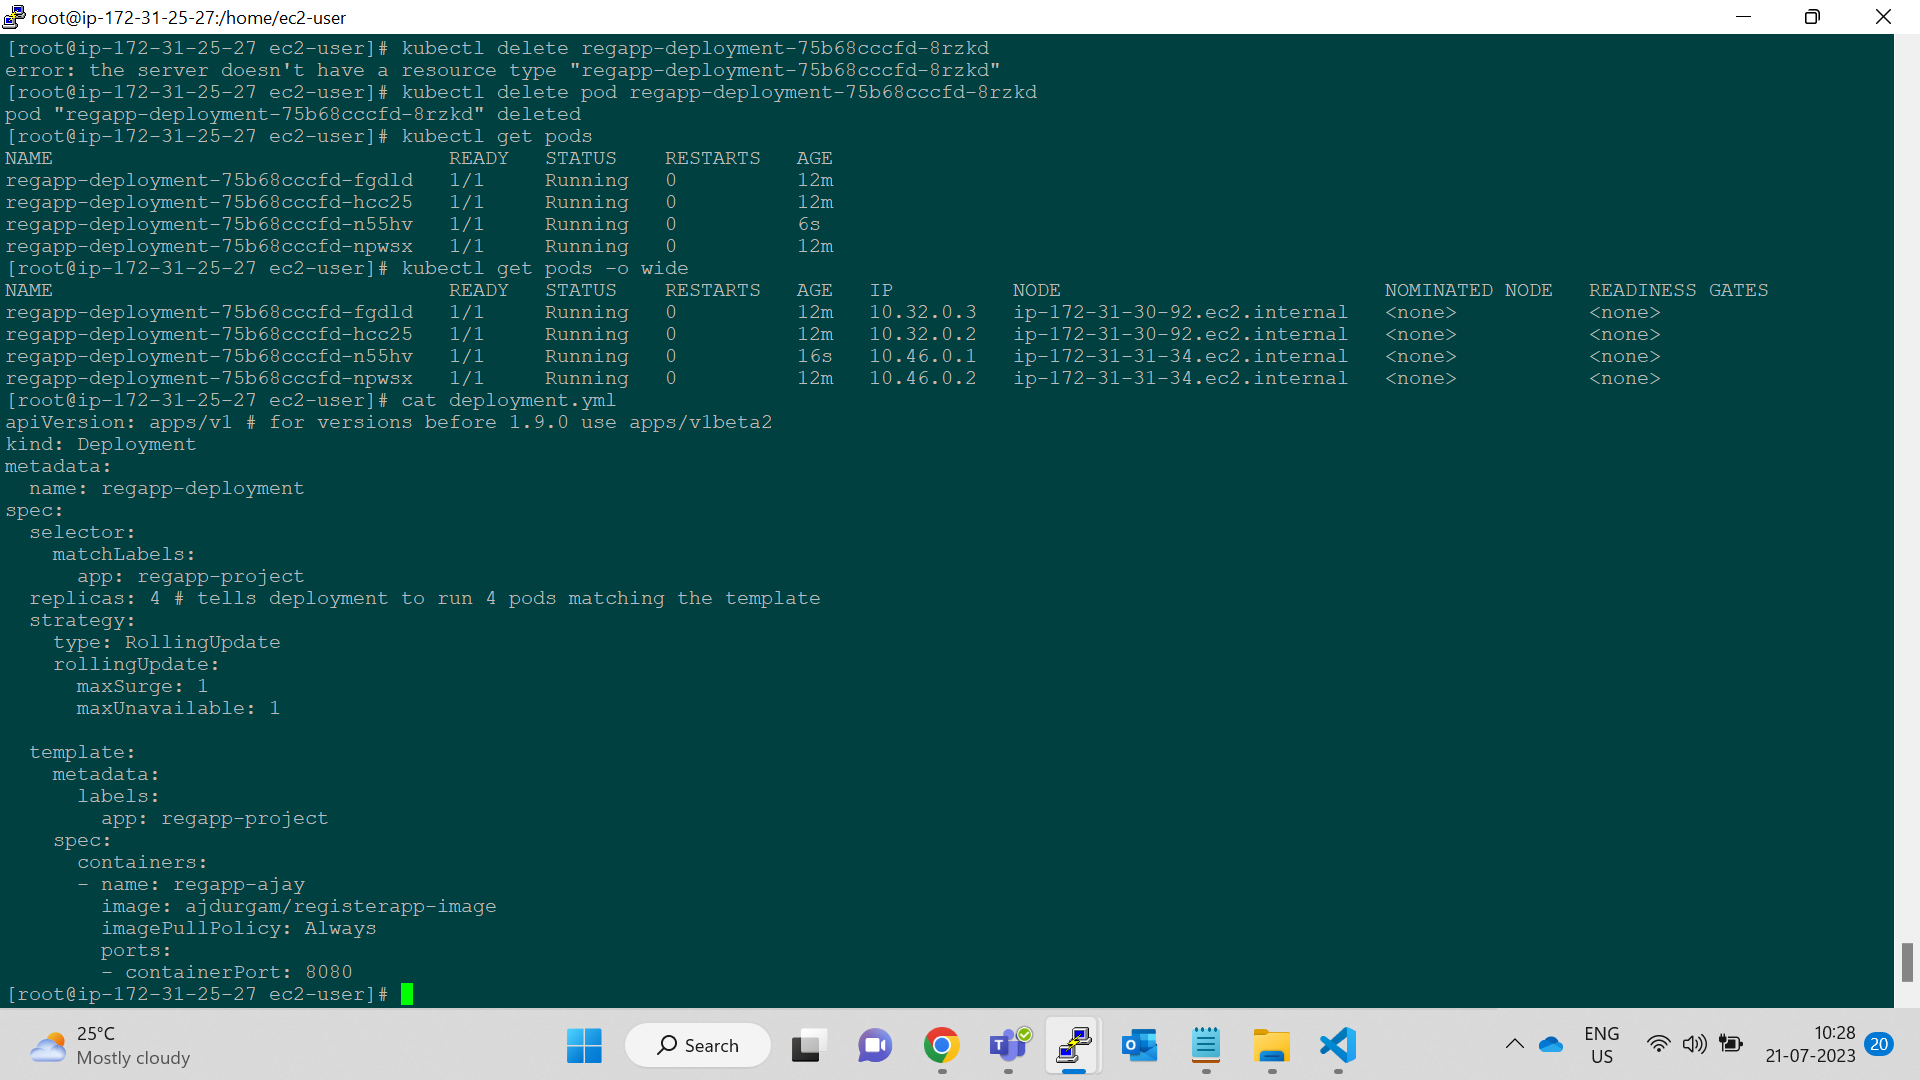 root@ip-172-31-25-27:/home/ec2-user
[root@ip-172-31-25-27 ec2-user]# kubectl delete regapp-deployment-75b68cccfd-8rzkd
error: the server doesn't have a resource type "regapp-deployment-75b68cccfd-8rzkd"
[root@ip-172-31-25-27 ec2-user]# kubectl delete pod regapp-deployment-75b68cccfd-8rzkd
pod "regapp-deployment-75b68cccfd-8rzkd" deleted
[root@ip-172-31-25-27 ec2-user]# kubectl get pods
NAME                                 READY   STATUS    RESTARTS   AGE
regapp-deployment-75b68cccfd-fgdld   1/1     Running   0          12m
regapp-deployment-75b68cccfd-hcc25   1/1     Running   0          12m
regapp-deployment-75b68cccfd-n55hv   1/1     Running   0          6s
regapp-deployment-75b68cccfd-npwsx   1/1     Running   0          12m
[root@ip-172-31-25-27 ec2-user]# kubectl get pods -o wide
NAME                                 READY   STATUS    RESTARTS   AGE   IP          NODE                           NOMINATED NODE   READINESS GATES
regapp-deployment-75b68cccfd-fgdld   1/1     Running   0          12m   10.32.0.3   ip-172-31-30-92.ec2.internal   <none>           <none>
regapp-deployment-75b68cccfd-hcc25   1/1     Running   0          12m   10.32.0.2   ip-172-31-30-92.ec2.internal   <none>           <none>
regapp-deployment-75b68cccfd-n55hv   1/1     Running   0          16s   10.46.0.1   ip-172-31-31-34.ec2.internal   <none>           <none>
regapp-deployment-75b68cccfd-npwsx   1/1     Running   0          12m   10.46.0.2   ip-172-31-31-34.ec2.internal   <none>           <none>
[root@ip-172-31-25-27 ec2-user]# cat deployment.yml
apiVersion: apps/v1 # for versions before 1.9.0 use apps/v1beta2
kind: Deployment
metadata:
  name: regapp-deployment
spec:
  selector:
    matchLabels:
      app: regapp-project
  replicas: 4 # tells deployment to run 4 pods matching the template
  strategy:
    type: RollingUpdate
    rollingUpdate:
      maxSurge: 1
      maxUnavailable: 1
  template:
    metadata:
      labels:
        app: regapp-project
    spec:
      containers:
      - name: regapp-ajay
        image: ajdurgam/registerapp-image
        imagePullPolicy: Always
        ports:
        - containerPort: 8080
[root@ip-172-31-25-27 ec2-user]#
25°C
Mostly cloudy
Search
ENG
US
10:28
21-07-2023
20